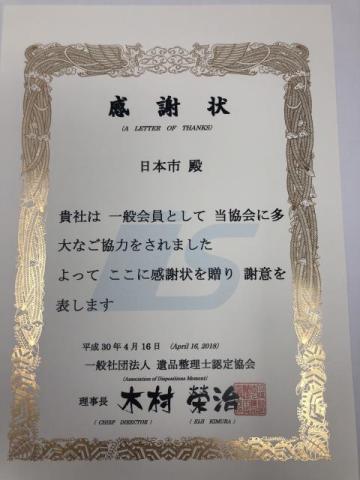 感謝状
(A LETTER OF THANKS)
日本市 殿
貴社は 一般会員として 当協会に多
大なご協力をされました
よって ここに感謝状を贈り 謝意を
表します
平成30年4月16日 (April 16, 2018)
一般社団法人 遺品整理士認定協会
(Association of Dispositions Memento)
理事長 木村 榮治
( CHIEF DIRECTOR ) ( EIJI KIMURA )